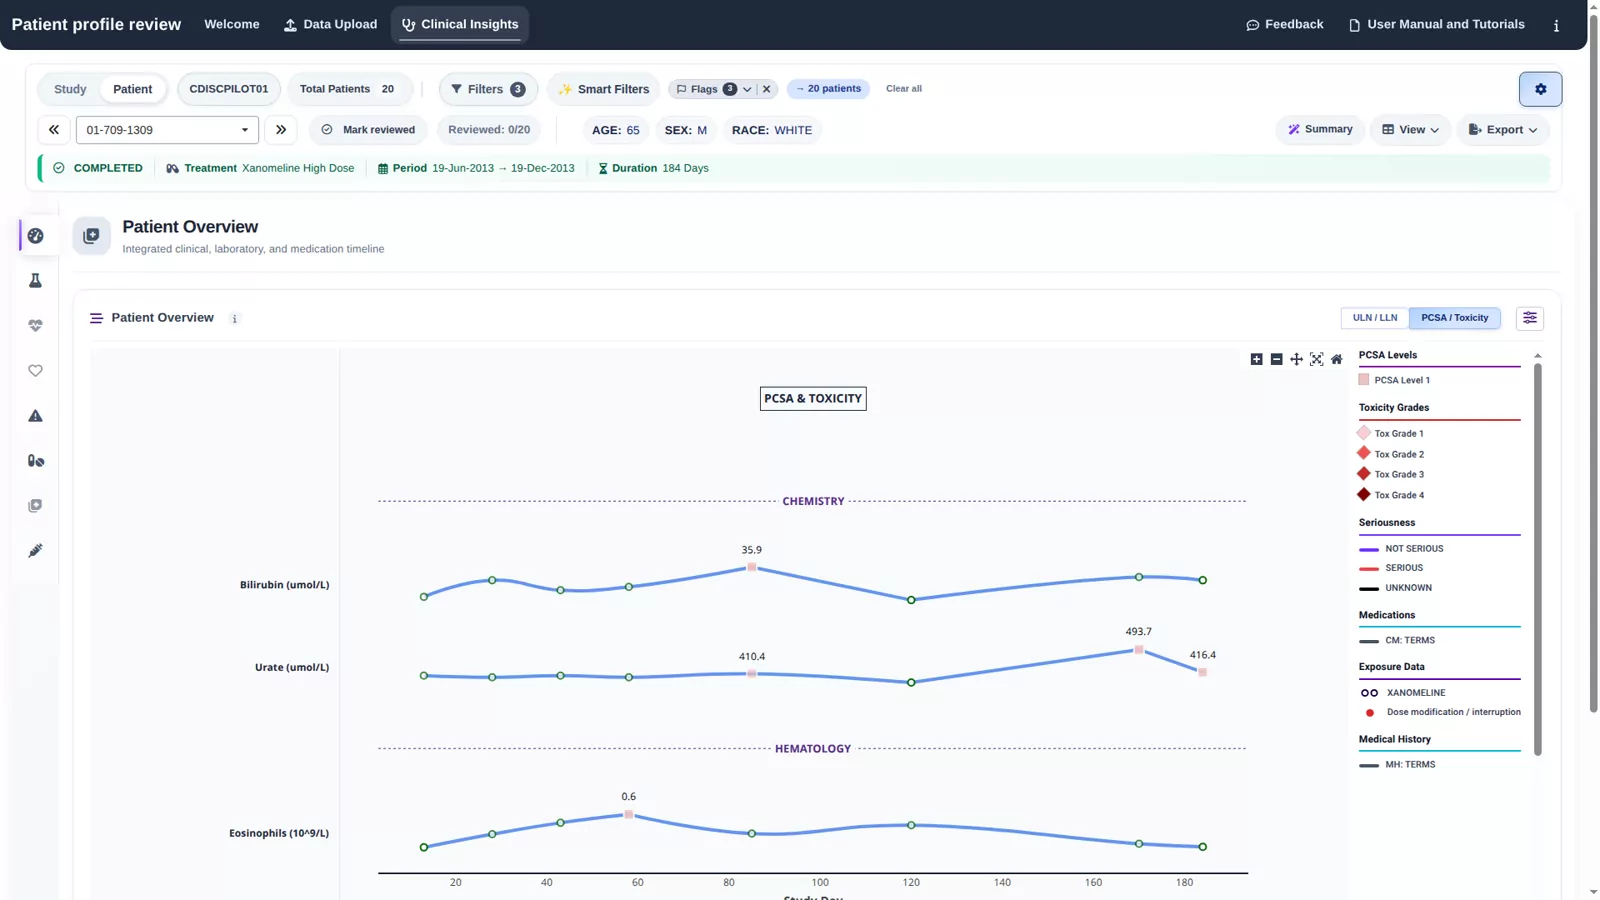 Patient profile review
Welcome
Data Upload
Clinical Insights
Feedback
User Manual and Tutorials
Study
Patient
CDISCPILOT01
Total Patients 20
Filters 3
Smart Filters
Flags 3
→ 20 patients
Clear all
01-709-1309
Mark reviewed
Reviewed: 0/20
AGE: 65
SEX: M
RACE: WHITE
Summary
View
Export
COMPLETED
Treatment Xanomeline High Dose
Period 19-Jun-2013 → 19-Dec-2013
Duration 184 Days
Patient Overview
Integrated clinical, laboratory, and medication timeline
Patient Overview
ULN / LLN
PCSA / Toxicity
PCSA & TOXICITY
CHEMISTRY
35.9
Bilirubin (umol/L)
493.7
410.4
416.4
Urate (umol/L)
HEMATOLOGY
0.6
Eosinophils (10^9/L)
20 40 60 80 100 120 140 160 180
Study Day
PCSA Levels
PCSA Level 1
Toxicity Grades
Tox Grade 1
Tox Grade 2
Tox Grade 3
Tox Grade 4
Seriousness
NOT SERIOUS
SERIOUS
UNKNOWN
Medications
CM: TERMS
Exposure Data
XANOMELINE
Dose modification / interruption
Medical History
MH: TERMS